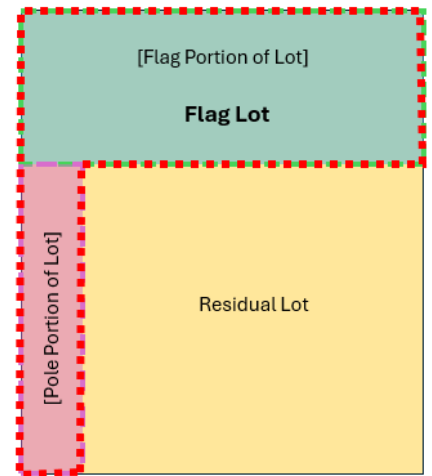 [Flag Portion of Lot]
Flag Lot
[Pole Portion of Lot]
Residual Lot